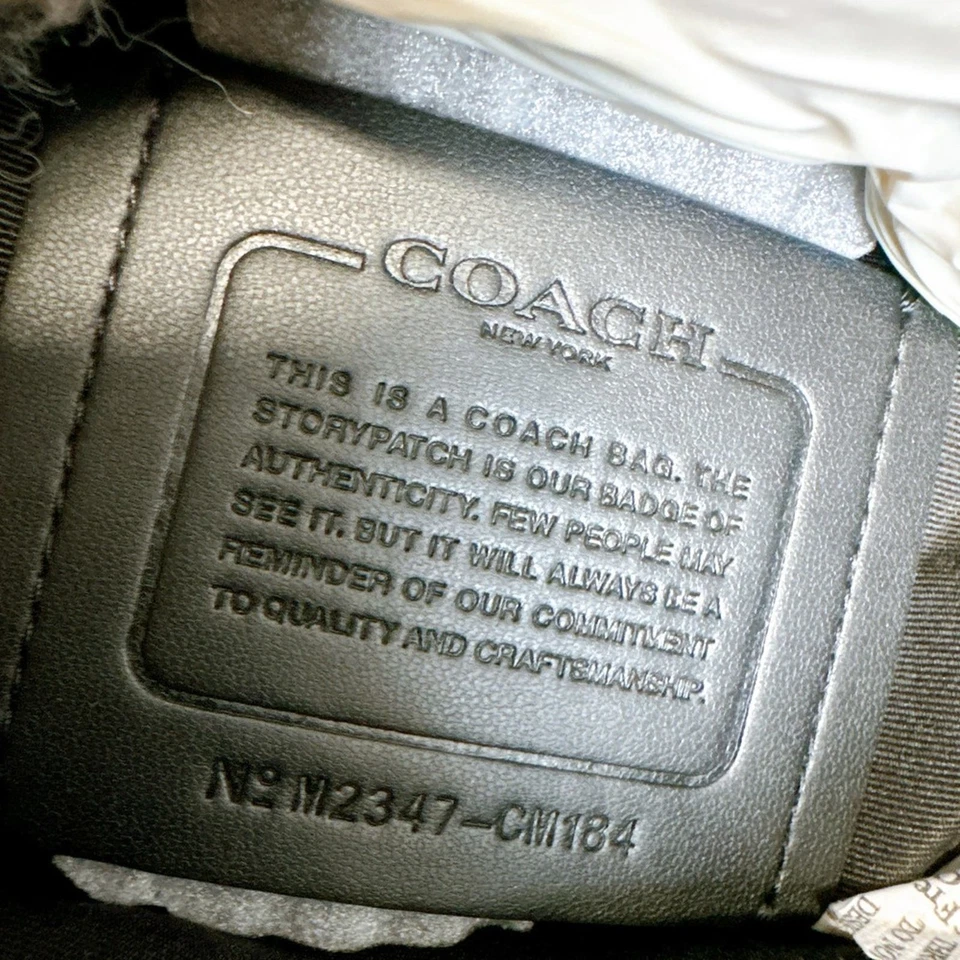 COACH
NEW YORK
THIS IS A COACH BAG. THE
STORYPATCH IS OUR BADGE OF
AUTHENTICITY. FEW PEOPLE MAY
SEE IT. BUT IT WILL ALWAYS BE A
REMINDER OF OUR COMMITMENT
TO QUALITY AND CRAFTSMANSHIP.
Nº M2347-CM184